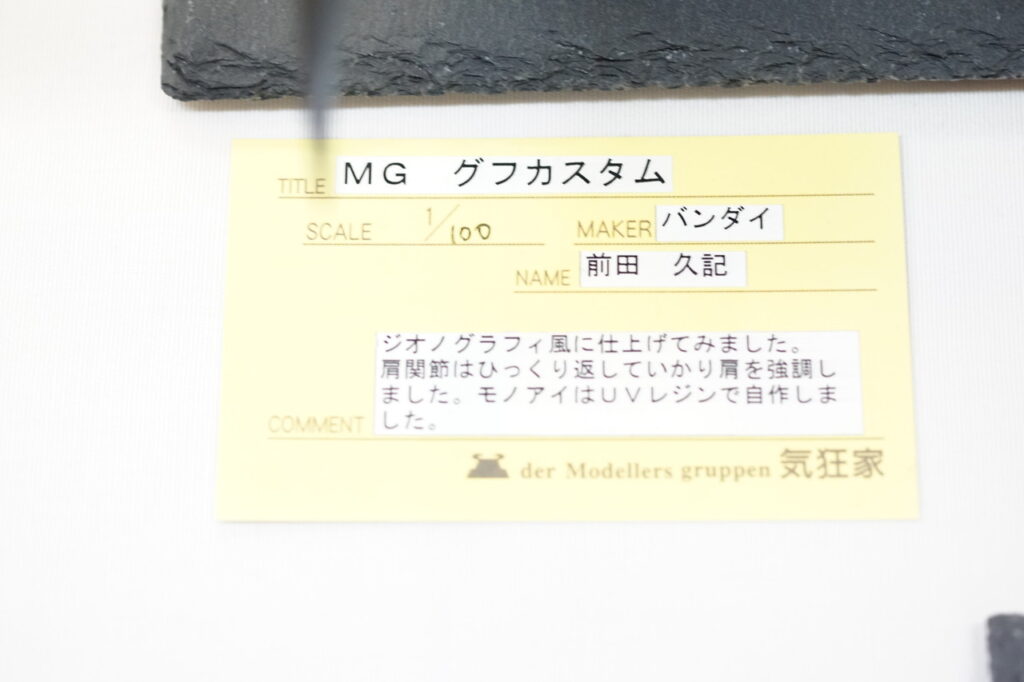 TITLE MG グフカスタム
SCALE 1/100 MAKER バンダイ
NAME 前田 久記
ジオノグラフィ風に仕上げてみました。
肩関節はひっくり返していかり肩を強調し
ました。モノアイはUVレジンで自作しま
した。
COMMENT
der Modellers gruppen 気狂家